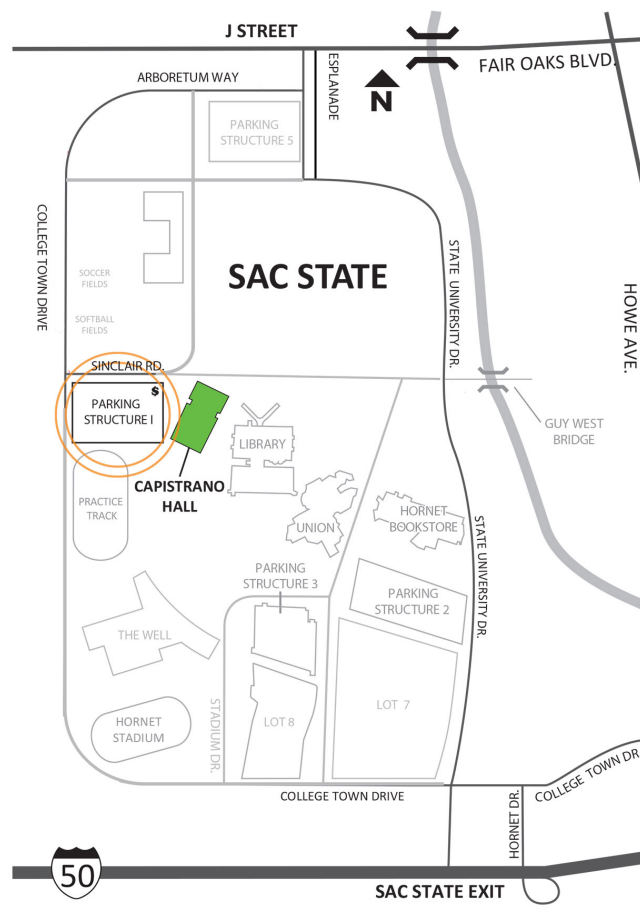 J STREET
FAIR OAKS BLVD.
ESPLANADE
N
ARBORETUM WAY
PARKING
STRUCTURE 5
COLLEGE TOWN DRIVE
SOCCER
FIELDS
SOFTBALL
FIELDS
SAC STATE
STATE UNIVERSITY DR.
HOWE AVE.
SINCLAIR RD.
$
PARKING
STRUCTURE I
GUY WEST
BRIDGE
LIBRARY
CAPISTRANO
HALL
PRACTICE
TRACK
UNION
HORNET
BOOKSTORE
STATE UNIVERSITY DR.
PARKING
STRUCTURE 3
PARKING
STRUCTURE 2
THE WELL
STADIUM DR.
LOT 7
HORNET
STADIUM
LOT 8
COLLEGE TOWN DRIVE
HORNET DR.
COLLEGE TOWN DR
50
SAC STATE EXIT